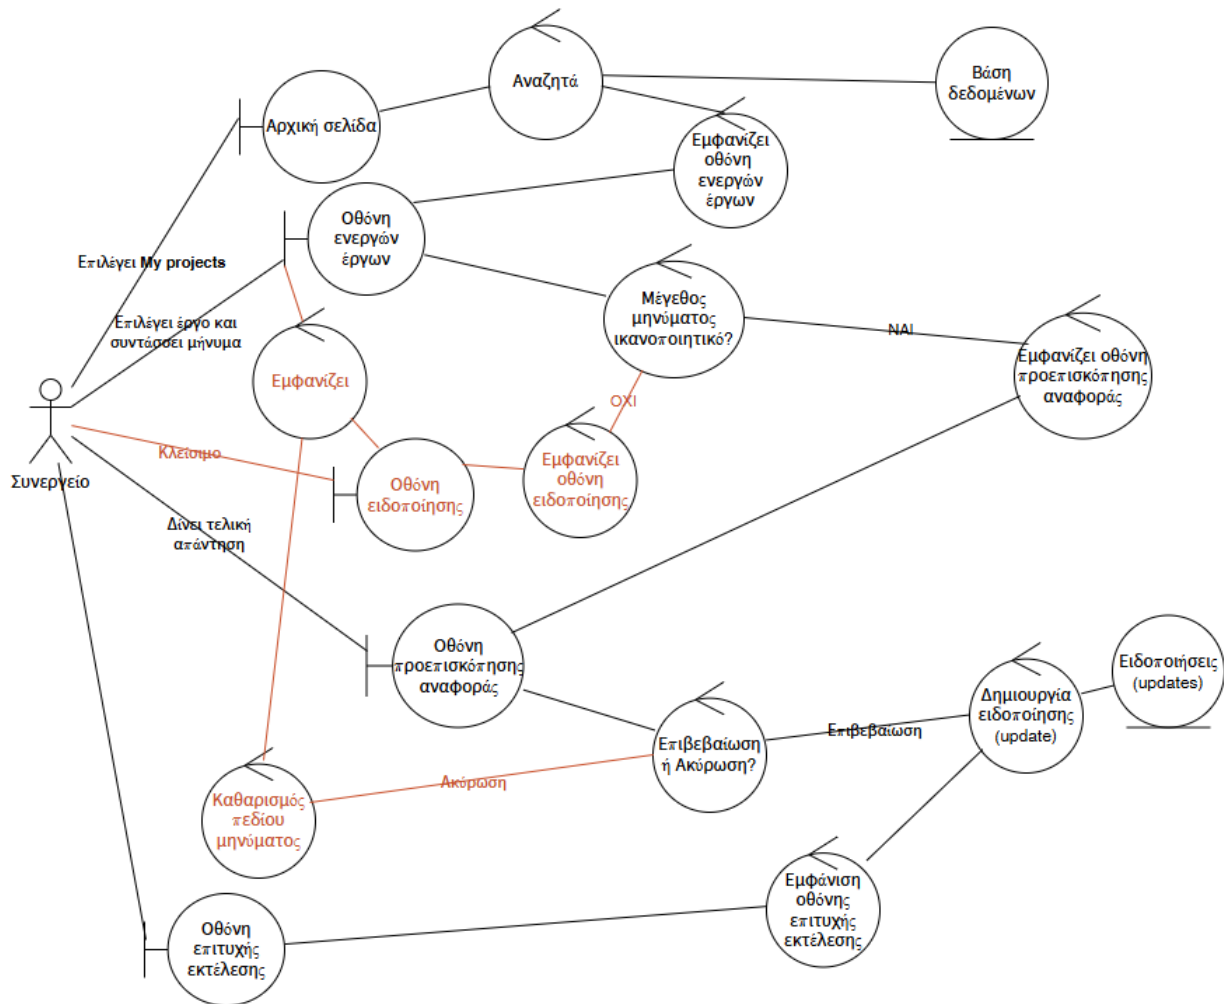 Αναζητά
Βάση
δεδομένων
Αρχική σελίδα
Εμφανίζει
οθόνη
ενεργών
έργων
Οθόνη
ενεργών
έργων
Επιλέγει My projects
Μέγεθος
μηνύματος
ικανοποιητικό?
Επιλέγει έργο και
συντάσσει μήνυμα
ΝΑΙ
Εμφανίζει οθόνη
προεπισκόπησης
αναφοράς
Εμφανίζει
ΟΧΙ
Κλείσιμο
Συνεργείο
Οθόνη
ειδοποίησης
Εμφανίζει
οθόνη
ειδοποίησης
Δίνει τελική
απάντηση
Οθόνη
προεπισκόπησης
αναφοράς
Ειδοποιήσεις
(updates)
Δημιουργία
ειδοποίησης
(update)
Επιβεβαίωση
Επιβεβαίωση
ή Ακύρωση?
Ακύρωση
Καθαρισμός
πεδίου
μηνύματος
Εμφάνιση
οθόνης
επιτυχής
εκτέλεσης
Οθόνη
επιτυχής
εκτέλεσης